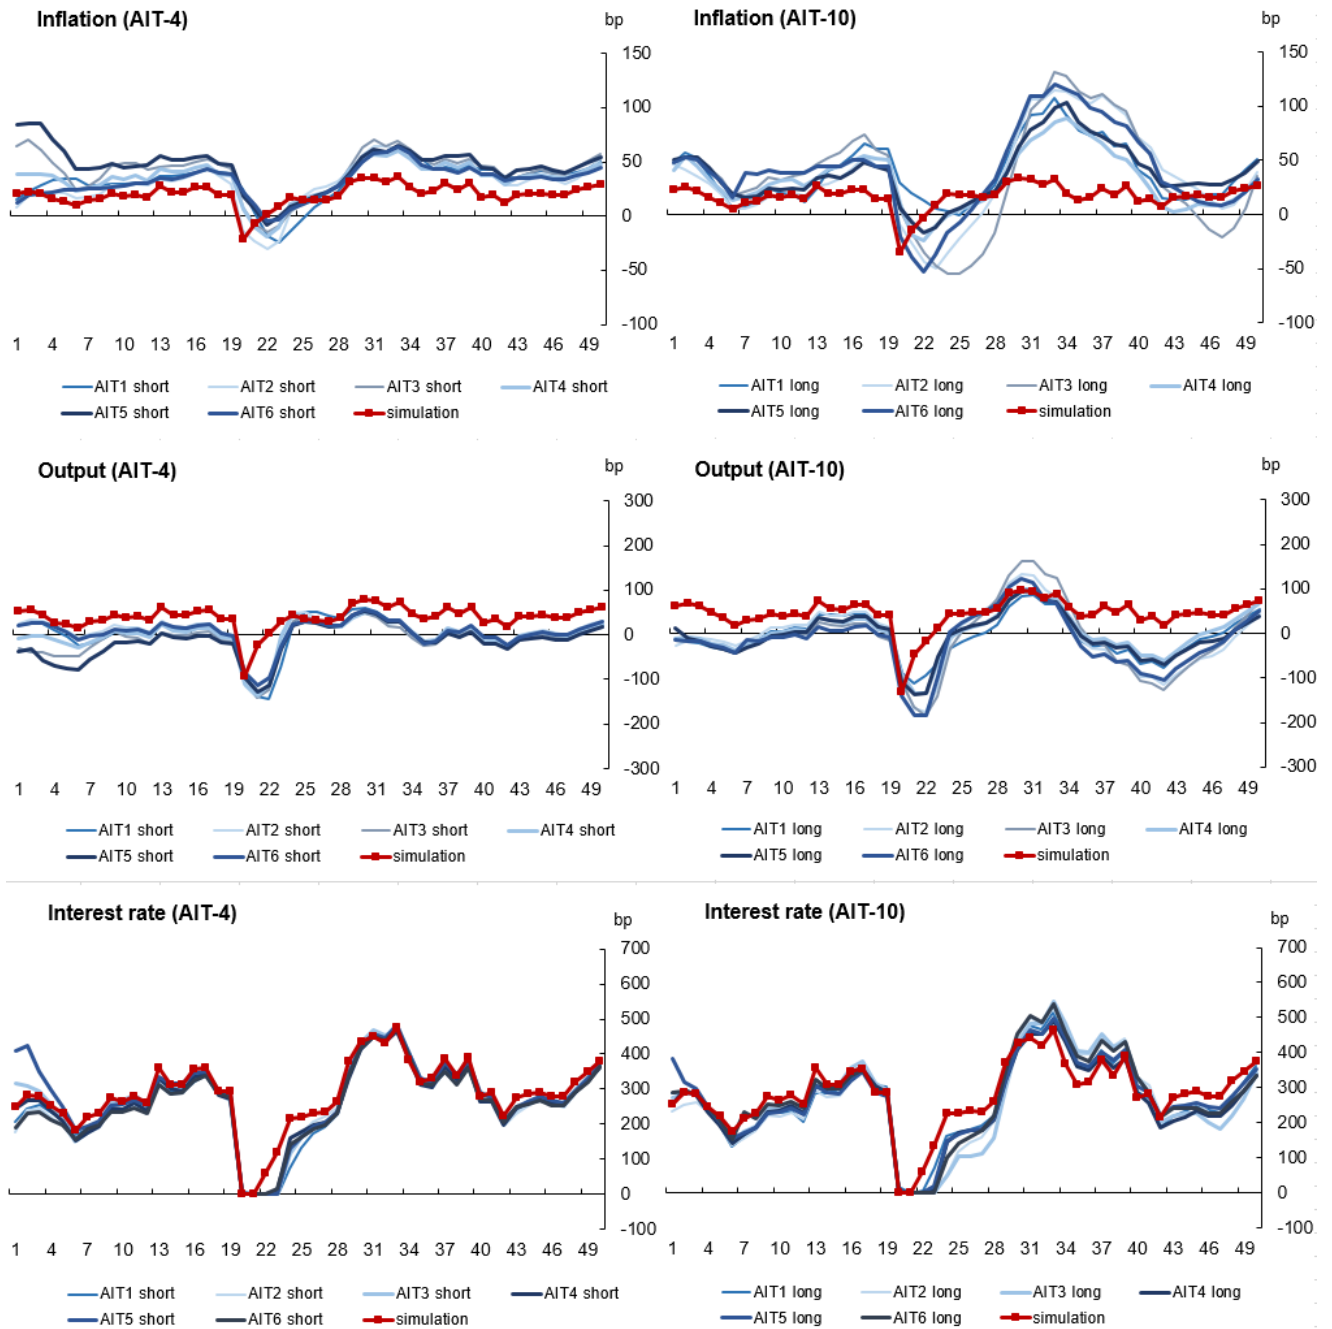 Inflation (AIT-4)
bp
150
100
50
0
-50
-100
1 4 7 10 13 16 19 22 25 28 31 34 37 40 43 46 49
AIT1 short AIT2 short AIT3 short AIT4 short
AIT5 short AIT6 short simulation
Inflation (AIT-10)
bp
150
100
50
0
-50
-100
1 4 7 10 13 16 19 22 25 28 31 34 37 40 43 46 49
AIT1 long AIT2 long AIT3 long AIT4 long
AIT5 long AIT6 long simulation
Output (AIT-4)
bp
300
200
100
0
-100
-200
-300
1 4 7 10 13 16 19 22 25 28 31 34 37 40 43 46 49
AIT1 short AIT2 short AIT3 short AIT4 short
AIT5 short AIT6 short simulation
Output (AIT-10)
bp
300
200
100
0
-100
-200
-300
1 4 7 10 13 16 19 22 25 28 31 34 37 40 43 46 49
AIT1 long AIT2 long AIT3 long AIT4 long
AIT5 long AIT6 long simulation
Interest rate (AIT-4)
bp
700
600
500
400
300
200
100
0
-100
1 4 7 10 13 16 19 22 25 28 31 34 37 40 43 46 49
AIT1 short AIT2 short AIT3 short AIT4 short
AIT5 short AIT6 short simulation
Interest rate (AIT-10)
bp
700
600
500
400
300
200
100
0
-100
1 4 7 10 13 16 19 22 25 28 31 34 37 40 43 46 49
AIT1 long AIT2 long AIT3 long AIT4 long
AIT5 long AIT6 long simulation